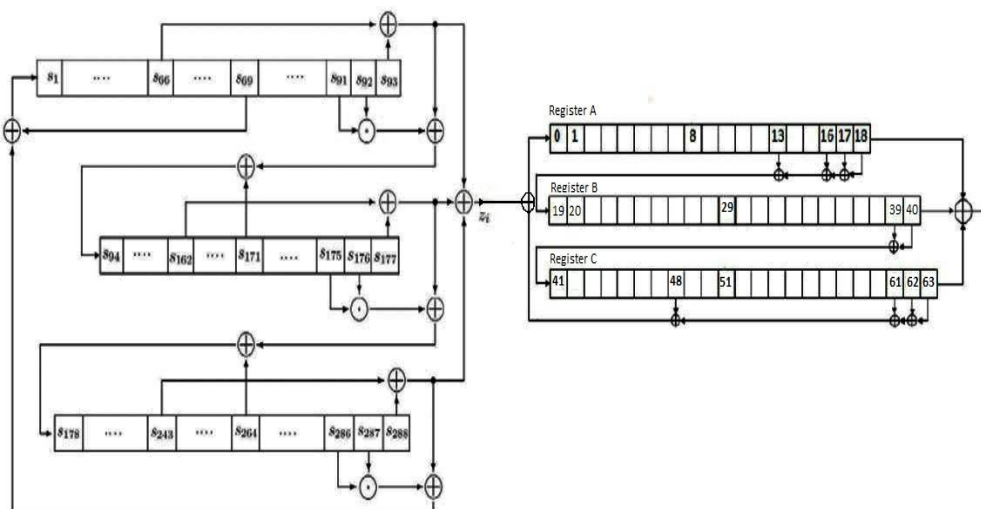 s1 .... s66 .... s69 .... s91 s92 s93
s94 .... s162 .... s171 .... s175 s176 s177
s178 .... s243 .... s264 .... s286 s287 s288
zi
Register A
0 1 8 13 16 17 18
Register B
19 20 29 39 40
Register C
41 48 51 61 62 63